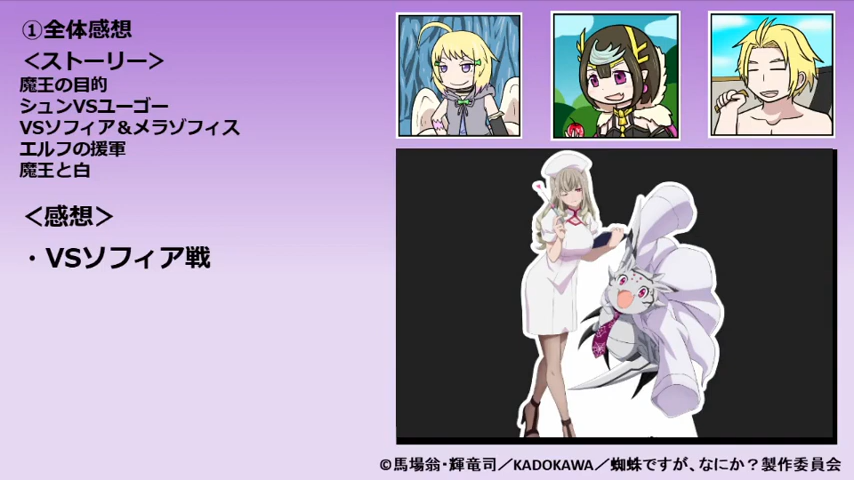 ①全体感想
＜ストーリー＞
魔王の目的
シュンVSユーゴー
VSソフィア＆メラゾフィス
エルフの援軍
魔王と白
＜感想＞
・VSソフィア戦
©馬場翁・輝竜司／KADOKAWA／蜘蛛ですが、なにか？製作委員会